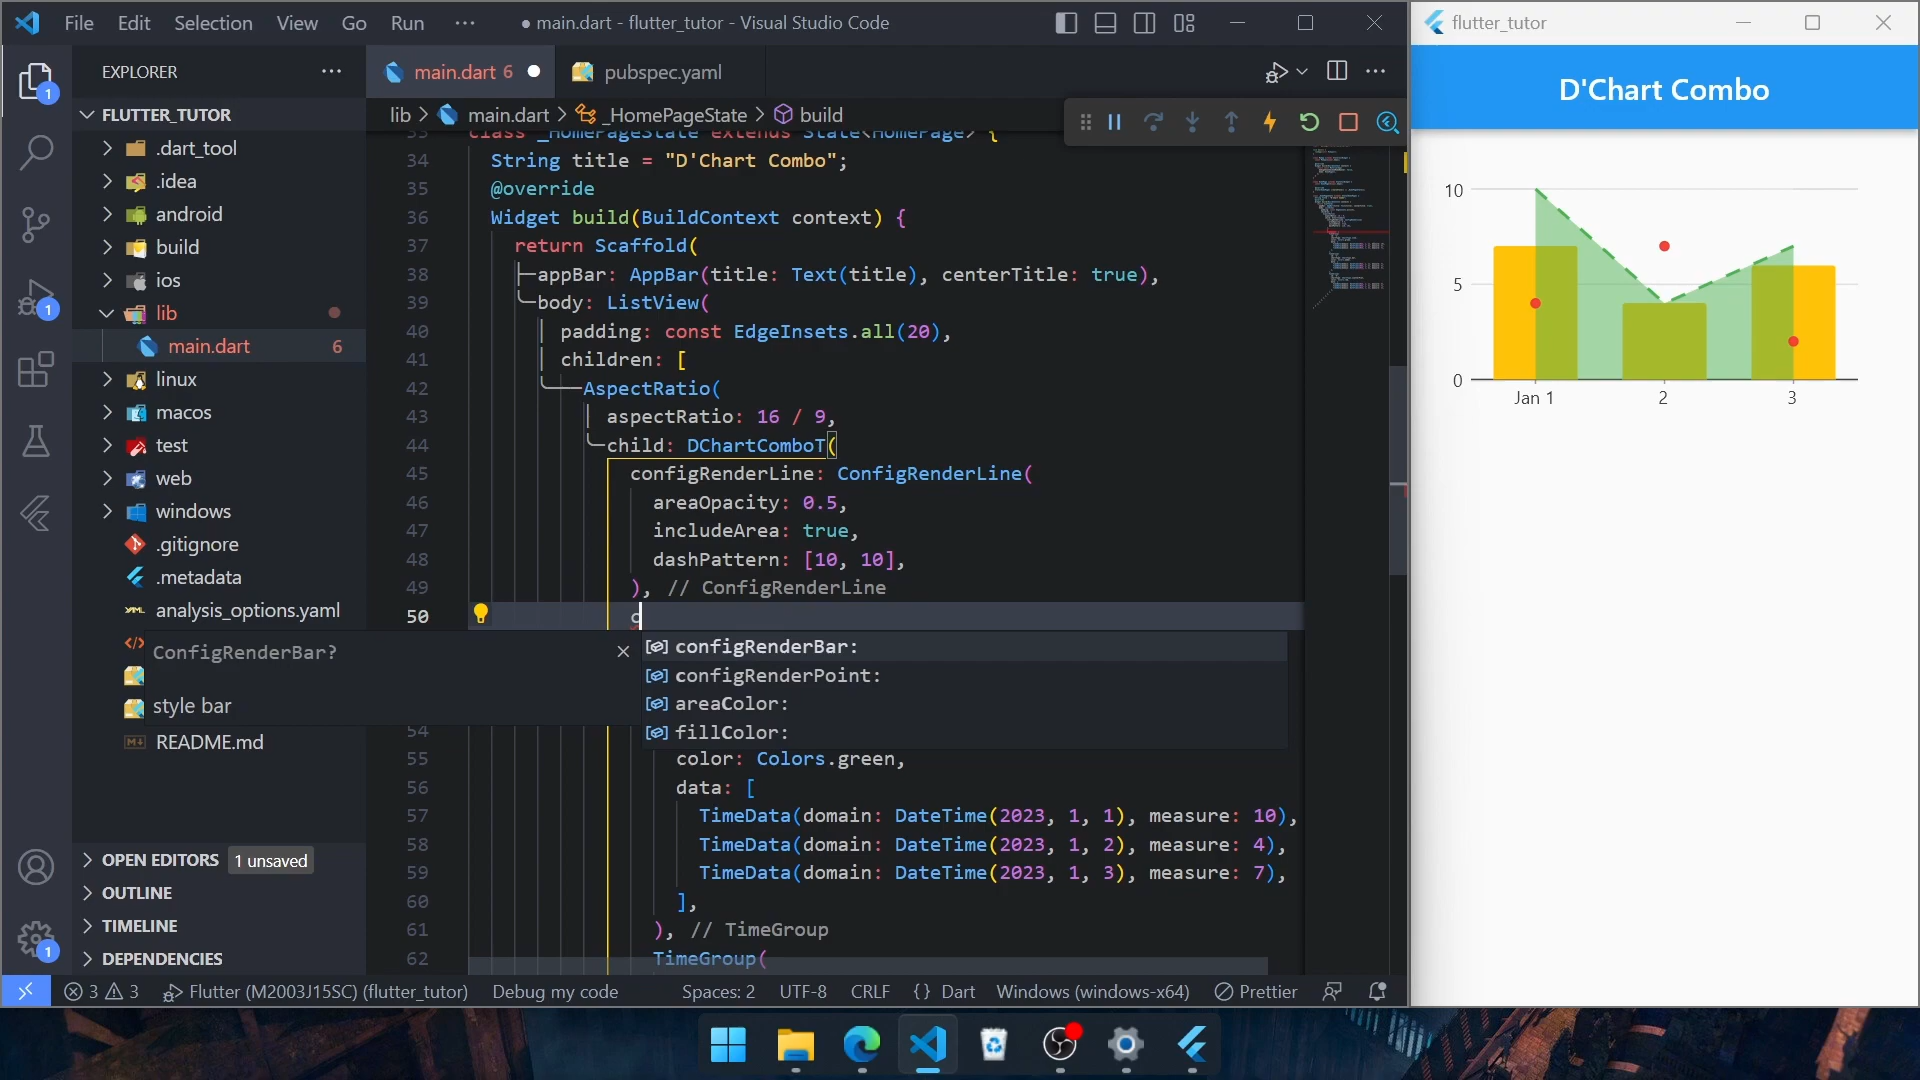 File Edit Selection View Go Run ··· ● main.dart - flutter_tutor - Visual Studio Code
EXPLORER
main.dart 6
pubspec.yaml
FLUTTER_TUTOR
.dart_tool
.idea
android
build
ios
lib
main.dart 6
linux
macos
test
web
windows
.gitignore
.metadata
analysis_options.yaml
README.md
OPEN EDITORS 1 unsaved
OUTLINE
TIMELINE
DEPENDENCIES
1
1
1
lib > main.dart > _HomePageState > build
class _HomePageState extends State<HomePage> {
34 String title = "D'Chart Combo";
35 @override
36 Widget build(BuildContext context) {
37 return Scaffold(
38 appBar: AppBar(title: Text(title), centerTitle: true),
39 body: ListView(
40 padding: const EdgeInsets.all(20),
41 children: [
42 AspectRatio(
43 aspectRatio: 16 / 9,
44 child: DChartComboT(
45 configRenderLine: ConfigRenderLine(
46 areaOpacity: 0.5,
47 includeArea: true,
48 dashPattern: [10, 10],
49 ), // ConfigRenderLine
50 c
ConfigRenderBar?
style bar
configRenderBar:
configRenderPoint:
areaColor:
fillColor:
54
55 color: Colors.green,
56 data: [
57 TimeData(domain: DateTime(2023, 1, 1), measure: 10),
58 TimeData(domain: DateTime(2023, 1, 2), measure: 4),
59 TimeData(domain: DateTime(2023, 1, 3), measure: 7),
60 ],
61 ), // TimeGroup
62 TimeGroup(
3 3 Flutter (M2003J15SC) (flutter_tutor) Debug my code Spaces: 2 UTF-8 CRLF {} Dart Windows (windows-x64) Prettier
flutter_tutor
D'Chart Combo
10
5
0
Jan 1 2 3